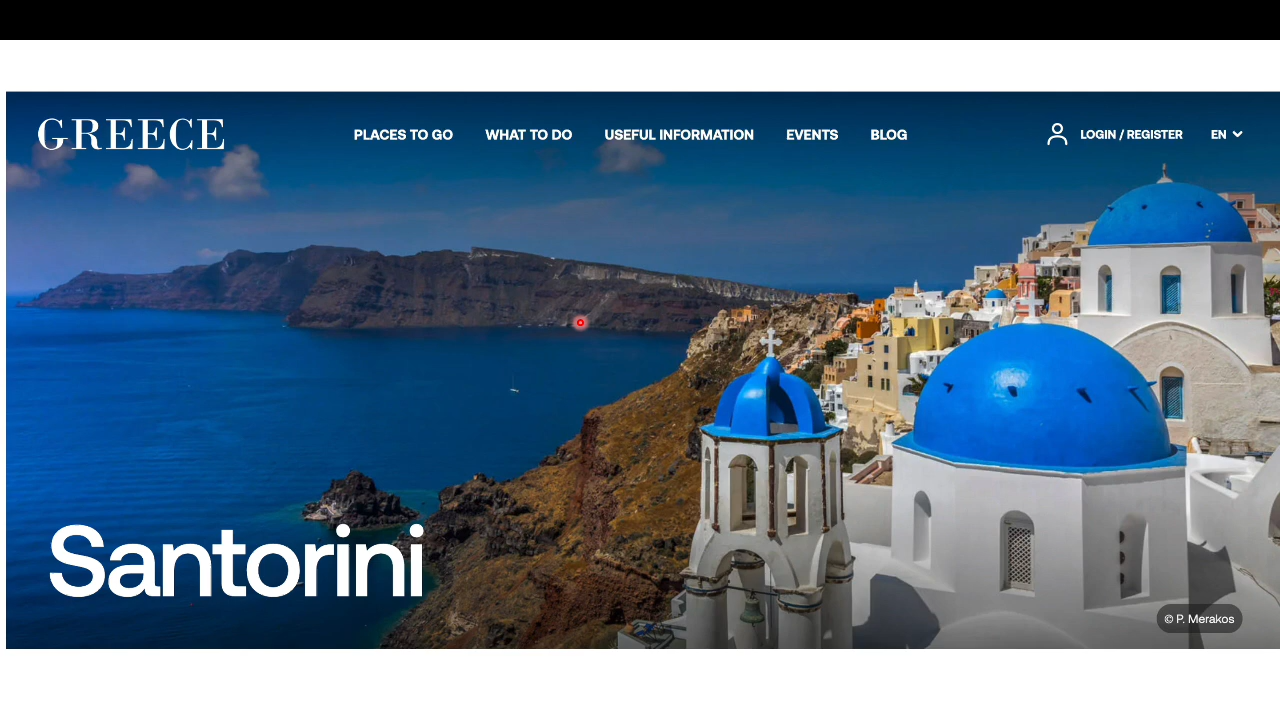 GREECE
PLACES TO GO
WHAT TO DO
USEFUL INFORMATION
EVENTS
BLOG
LOGIN / REGISTER
EN
Santorini
© P. Merakos